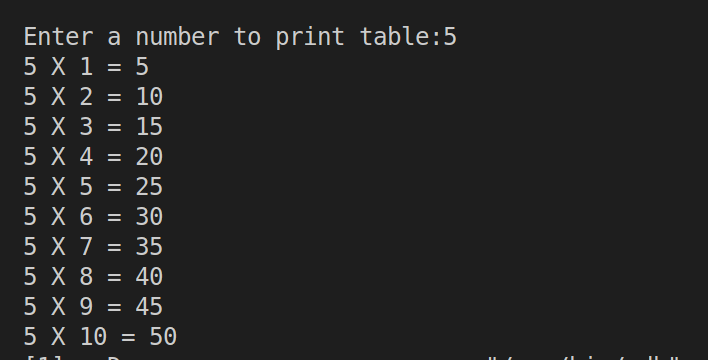 Enter a number to print table:5
5 X 1 = 5
5 X 2 = 10
5 X 3 = 15
5 X 4 = 20
5 X 5 = 25
5 X 6 = 30
5 X 7 = 35
5 X 8 = 40
5 X 9 = 45
5 X 10 = 50